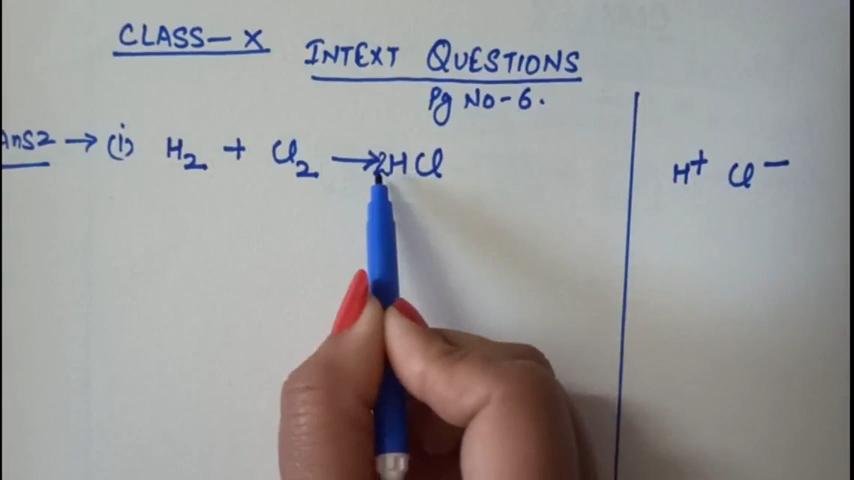 CLASS-X
INTEXT QUESTIONS
Pg No-6.
Ans2 → (i) H₂ + Cl₂ → 2HCl
H⁺ Cl⁻